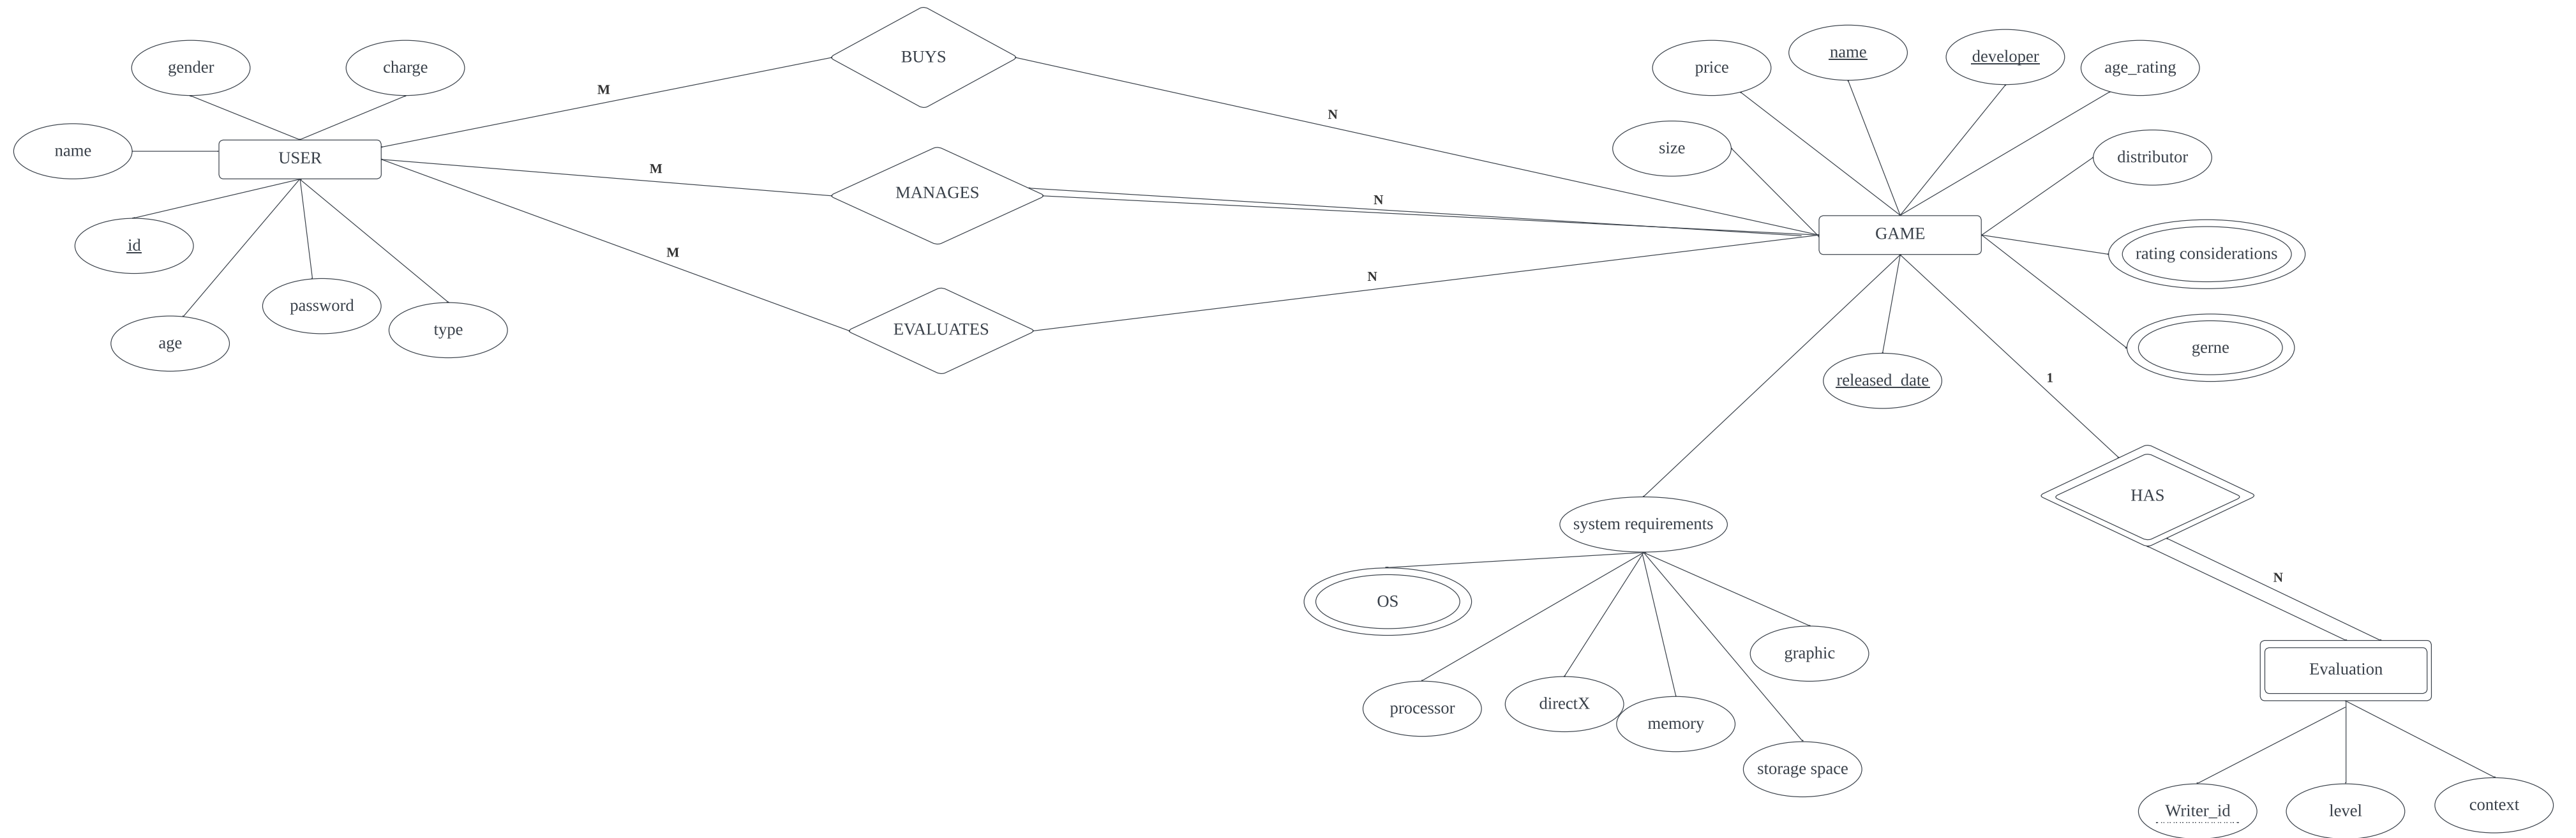 BUYS
gender
charge
price
name
developer
age_rating
M
N
name
USER
size
distributor
M
MANAGES
N
GAME
id
M
rating considerations
N
password
type
EVALUATES
age
gerne
released_date
1
HAS
system requirements
N
OS
graphic
Evaluation
processor
directX
memory
storage space
Writer_id
level
context